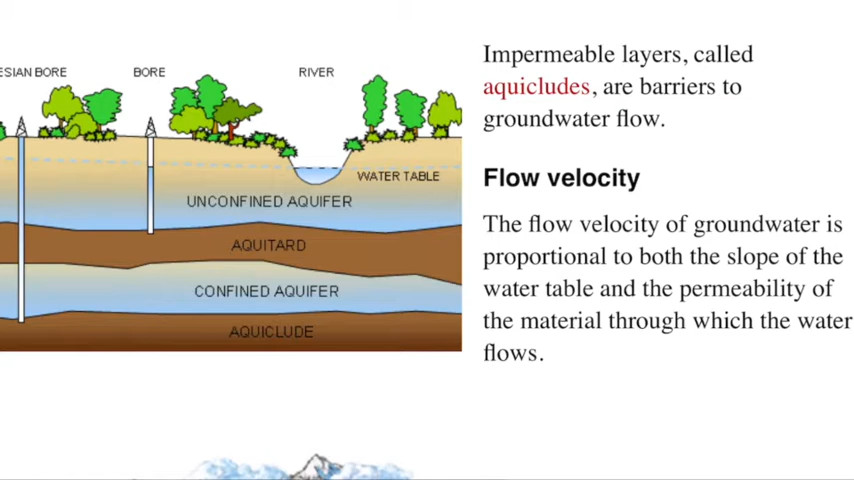 ESIAN BORE
BORE
RIVER
WATER TABLE
UNCONFINED AQUIFER
AQUITARD
CONFINED AQUIFER
AQUICLUDE
Impermeable layers, called
aquicludes, are barriers to
groundwater flow.
Flow velocity
The flow velocity of groundwater is
proportional to both the slope of the
water table and the permeability of
the material through which the water
flows.